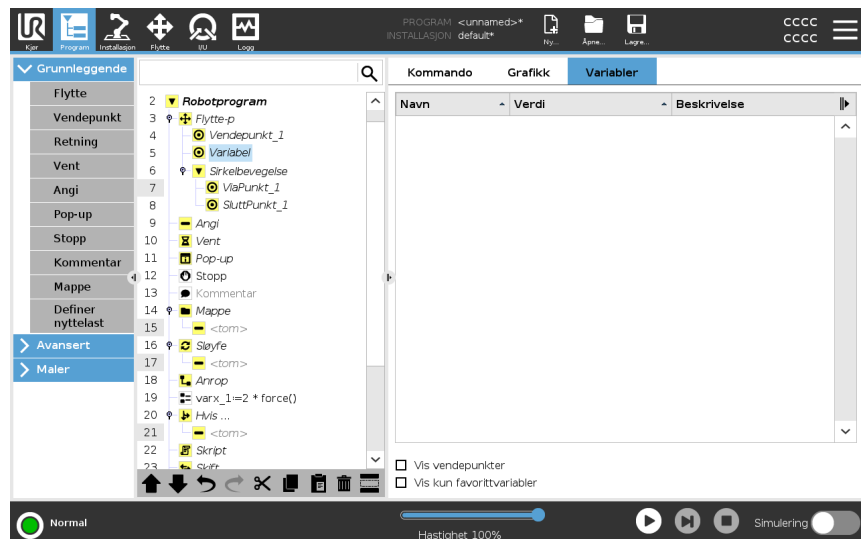 PROGRAM <unnamed>*
INSTALLASJON default*
Kjør
Program
Installasjon
Flytte
I/U
Logg
Ny...
Åpne...
Lagre...
CCCC
CCCC
Grunnleggende
Flytte
Vendepunkt
Retning
Vent
Angi
Pop-up
Stopp
Kommentar
Mappe
Definer
nyttelast
Avansert
Maler
2 Robotprogram
3 Flytte-p
4 Vendepunkt_1
5 Variabel
6 Sirkelbevegelse
7 ViaPunkt_1
8 SluttPunkt_1
9 Angi
10 Vent
11 Pop-up
12 Stopp
13 Kommentar
14 Mappe
15 <tom>
16 Sløyfe
17 <tom>
18 Anrop
19 varx_1:=2 * force()
20 Hvis ...
21 <tom>
22 Skript
23 Skift
Kommando
Grafikk
Variabler
Navn
Verdi
Beskrivelse
Vis vendepunkter
Vis kun favorittvariabler
Normal
Hastighet 100%
Simulering